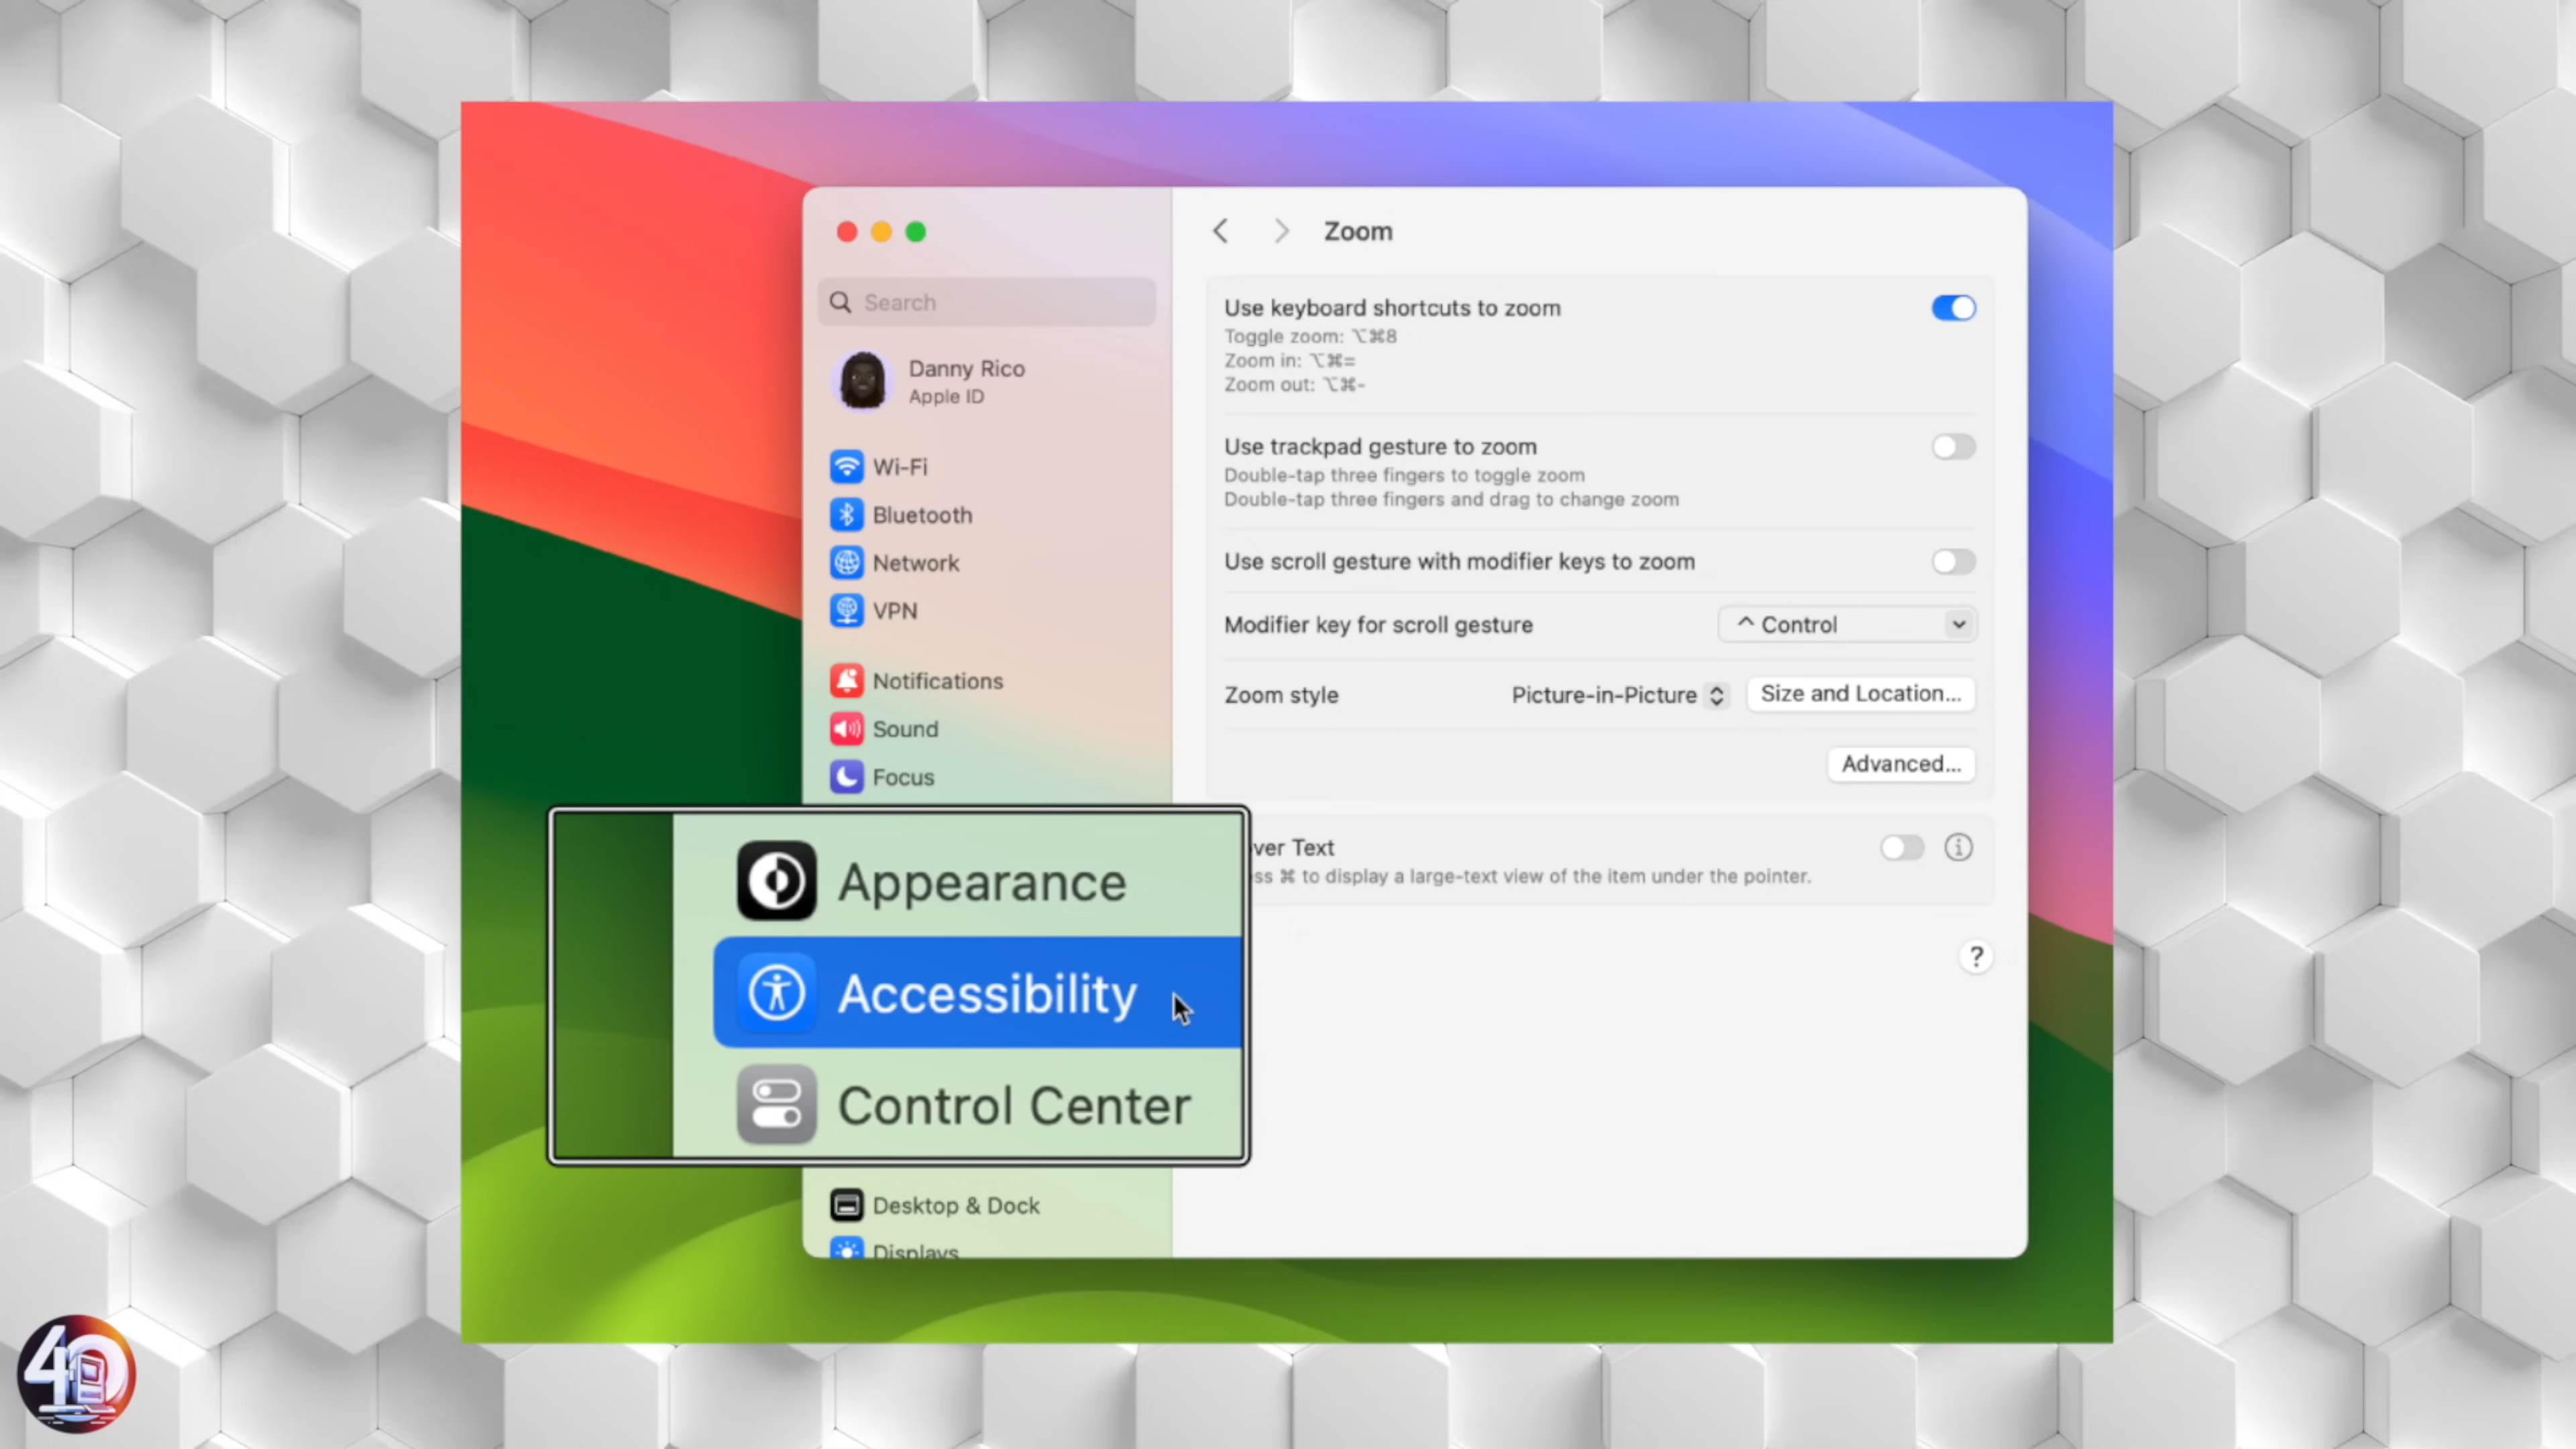 Search
Danny Rico
Apple ID
Wi-Fi
Bluetooth
Network
VPN
Notifications
Sound
Focus
Appearance
Accessibility
Control Center
Desktop & Dock
Displays
Zoom
Use keyboard shortcuts to zoom
Toggle zoom: ⌥⌘8
Zoom in: ⌥⌘=
Zoom out: ⌥⌘-
Use trackpad gesture to zoom
Double-tap three fingers to toggle zoom
Double-tap three fingers and drag to change zoom
Use scroll gesture with modifier keys to zoom
Modifier key for scroll gesture ^ Control
Zoom style Picture-in-Picture Size and Location...
Advanced...
ver Text
ss ⌘ to display a large-text view of the item under the pointer.
?
40